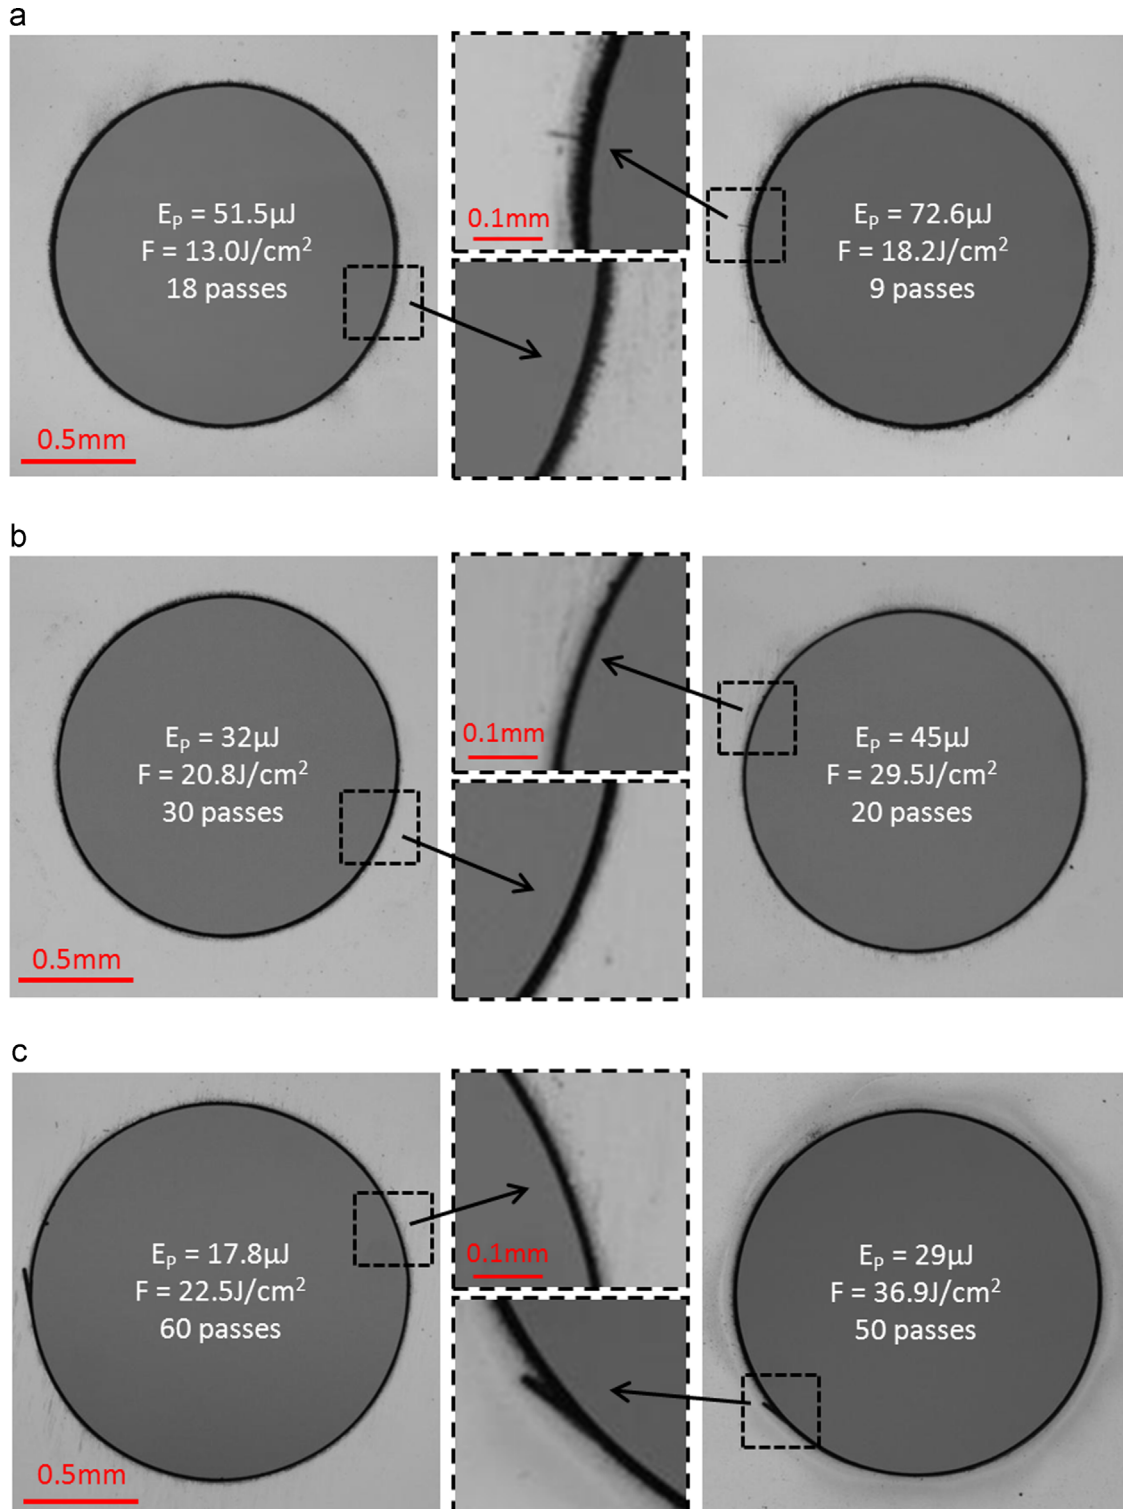 a
E_P = 51.5µJ
F = 13.0J/cm²
18 passes
0.5mm
0.1mm
E_P = 72.6µJ
F = 18.2J/cm²
9 passes
b
E_P = 32µJ
F = 20.8J/cm²
30 passes
0.5mm
0.1mm
E_P = 45µJ
F = 29.5J/cm²
20 passes
c
E_P = 17.8µJ
F = 22.5J/cm²
60 passes
0.5mm
0.1mm
E_P = 29µJ
F = 36.9J/cm²
50 passes